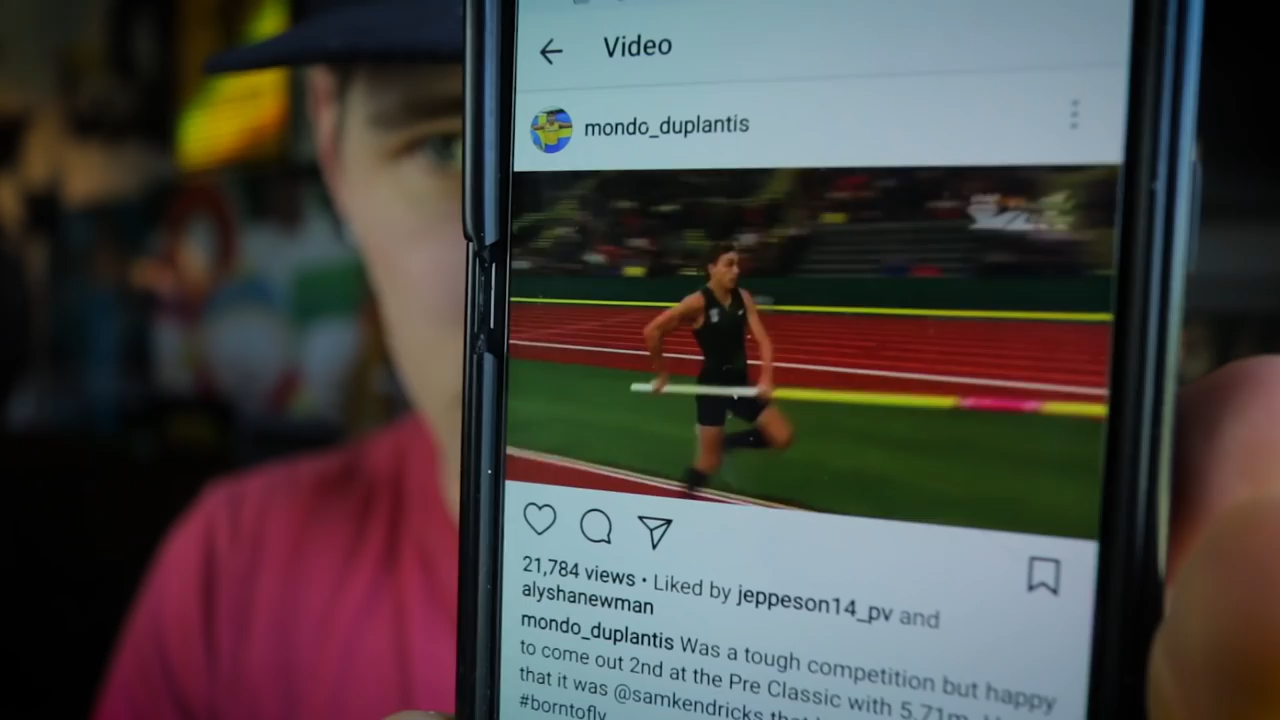 Video
mondo_duplantis
21,784 views • Liked by jeppeson14_pv and
alyshanewman
mondo_duplantis Was a tough competition but happy
to come out 2nd at the Pre Classic with 5.71m.
that it was @samkendricks that
#borntofly